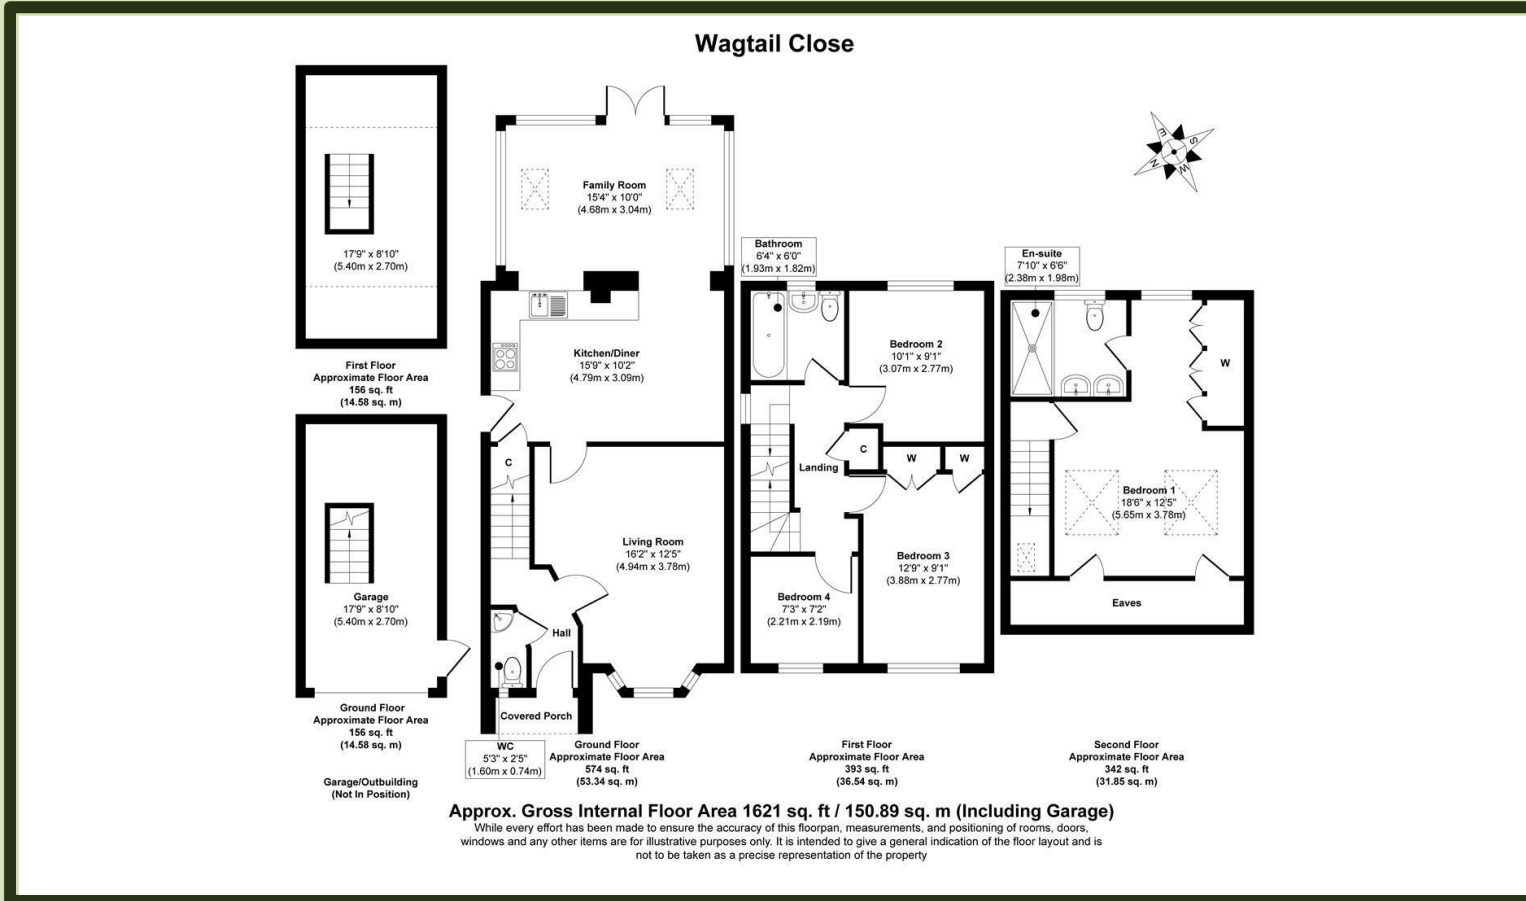 Wagtail Close
17'9" x 8'10"
(5.40m x 2.70m)
First Floor
Approximate Floor Area
156 sq. ft
(14.58 sq. m)
Garage
17'9" x 8'10"
(5.40m x 2.70m)
Ground Floor
Approximate Floor Area
156 sq. ft
(14.58 sq. m)
Garage/Outbuilding
(Not In Position)
Family Room
15'4" x 10'0"
(4.68m x 3.04m)
Kitchen/Diner
15'9" x 10'2"
(4.79m x 3.09m)
C
Living Room
16'2" x 12'5"
(4.94m x 3.78m)
Hall
Covered Porch
WC
5'3" x 2'5"
(1.60m x 0.74m)
Ground Floor
Approximate Floor Area
574 sq. ft
(53.34 sq. m)
Bathroom
6'4" x 6'0"
(1.93m x 1.82m)
Bedroom 2
10'1" x 9'1"
(3.07m x 2.77m)
C
W
W
Landing
Bedroom 3
12'9" x 9'1"
(3.88m x 2.77m)
Bedroom 4
7'3" x 7'2"
(2.21m x 2.19m)
First Floor
Approximate Floor Area
393 sq. ft
(36.54 sq. m)
E
S
N
W
En-suite
7'10" x 6'6"
(2.38m x 1.98m)
W
Bedroom 1
18'6" x 12'5"
(5.65m x 3.78m)
Eaves
Second Floor
Approximate Floor Area
342 sq. ft
(31.85 sq. m)
Approx. Gross Internal Floor Area 1621 sq. ft / 150.89 sq. m (Including Garage)
While every effort has been made to ensure the accuracy of this floorpan, measurements, and positioning of rooms, doors,
windows and any other items are for illustrative purposes only. It is intended to give a general indication of the floor layout and is
not to be taken as a precise representation of the property